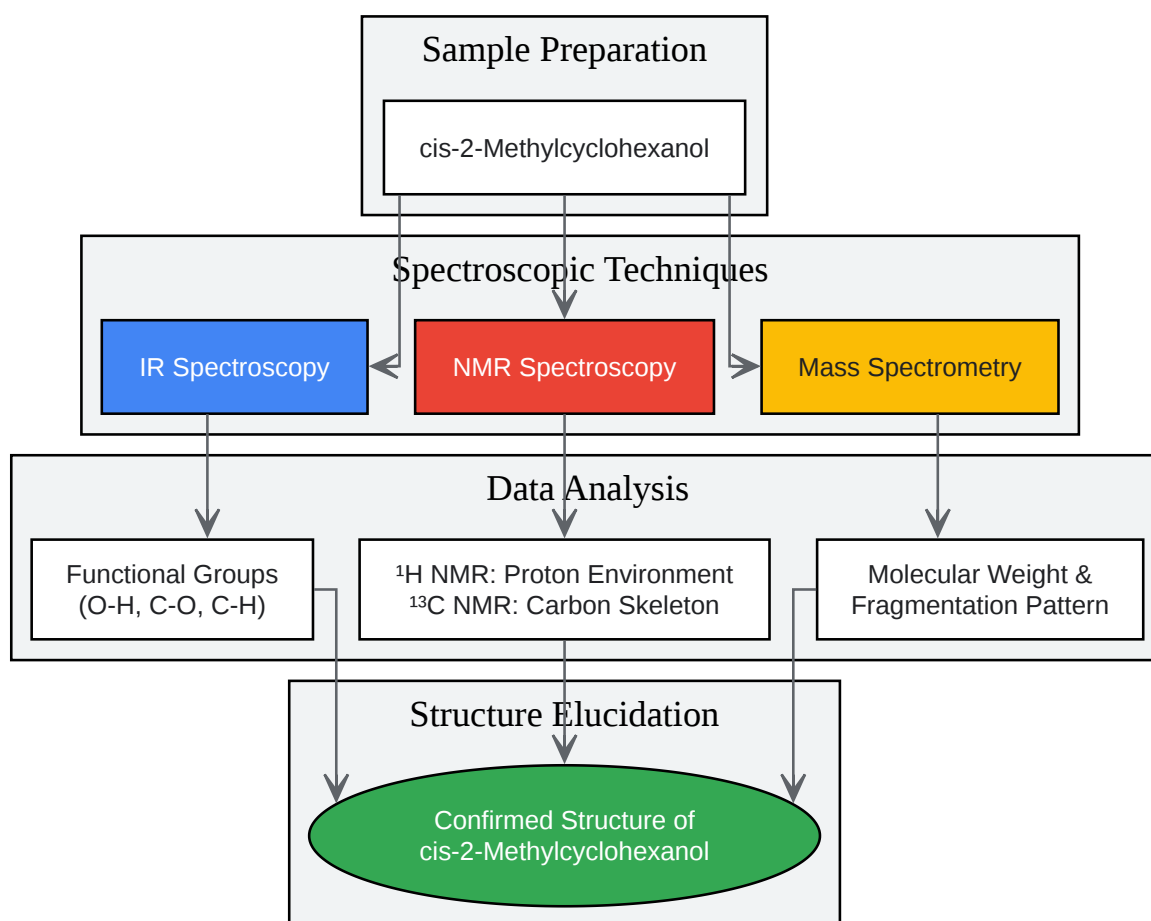 Sample Preparation
cis-2-Methylcyclohexanol
Spectroscopic Techniques
IR Spectroscopy
NMR Spectroscopy
Mass Spectrometry
Data Analysis
Functional Groups
(O-H, C-O, C-H)
¹H NMR: Proton Environment
¹³C NMR: Carbon Skeleton
Molecular Weight &
Fragmentation Pattern
Structure Elucidation
Confirmed Structure of
cis-2-Methylcyclohexanol